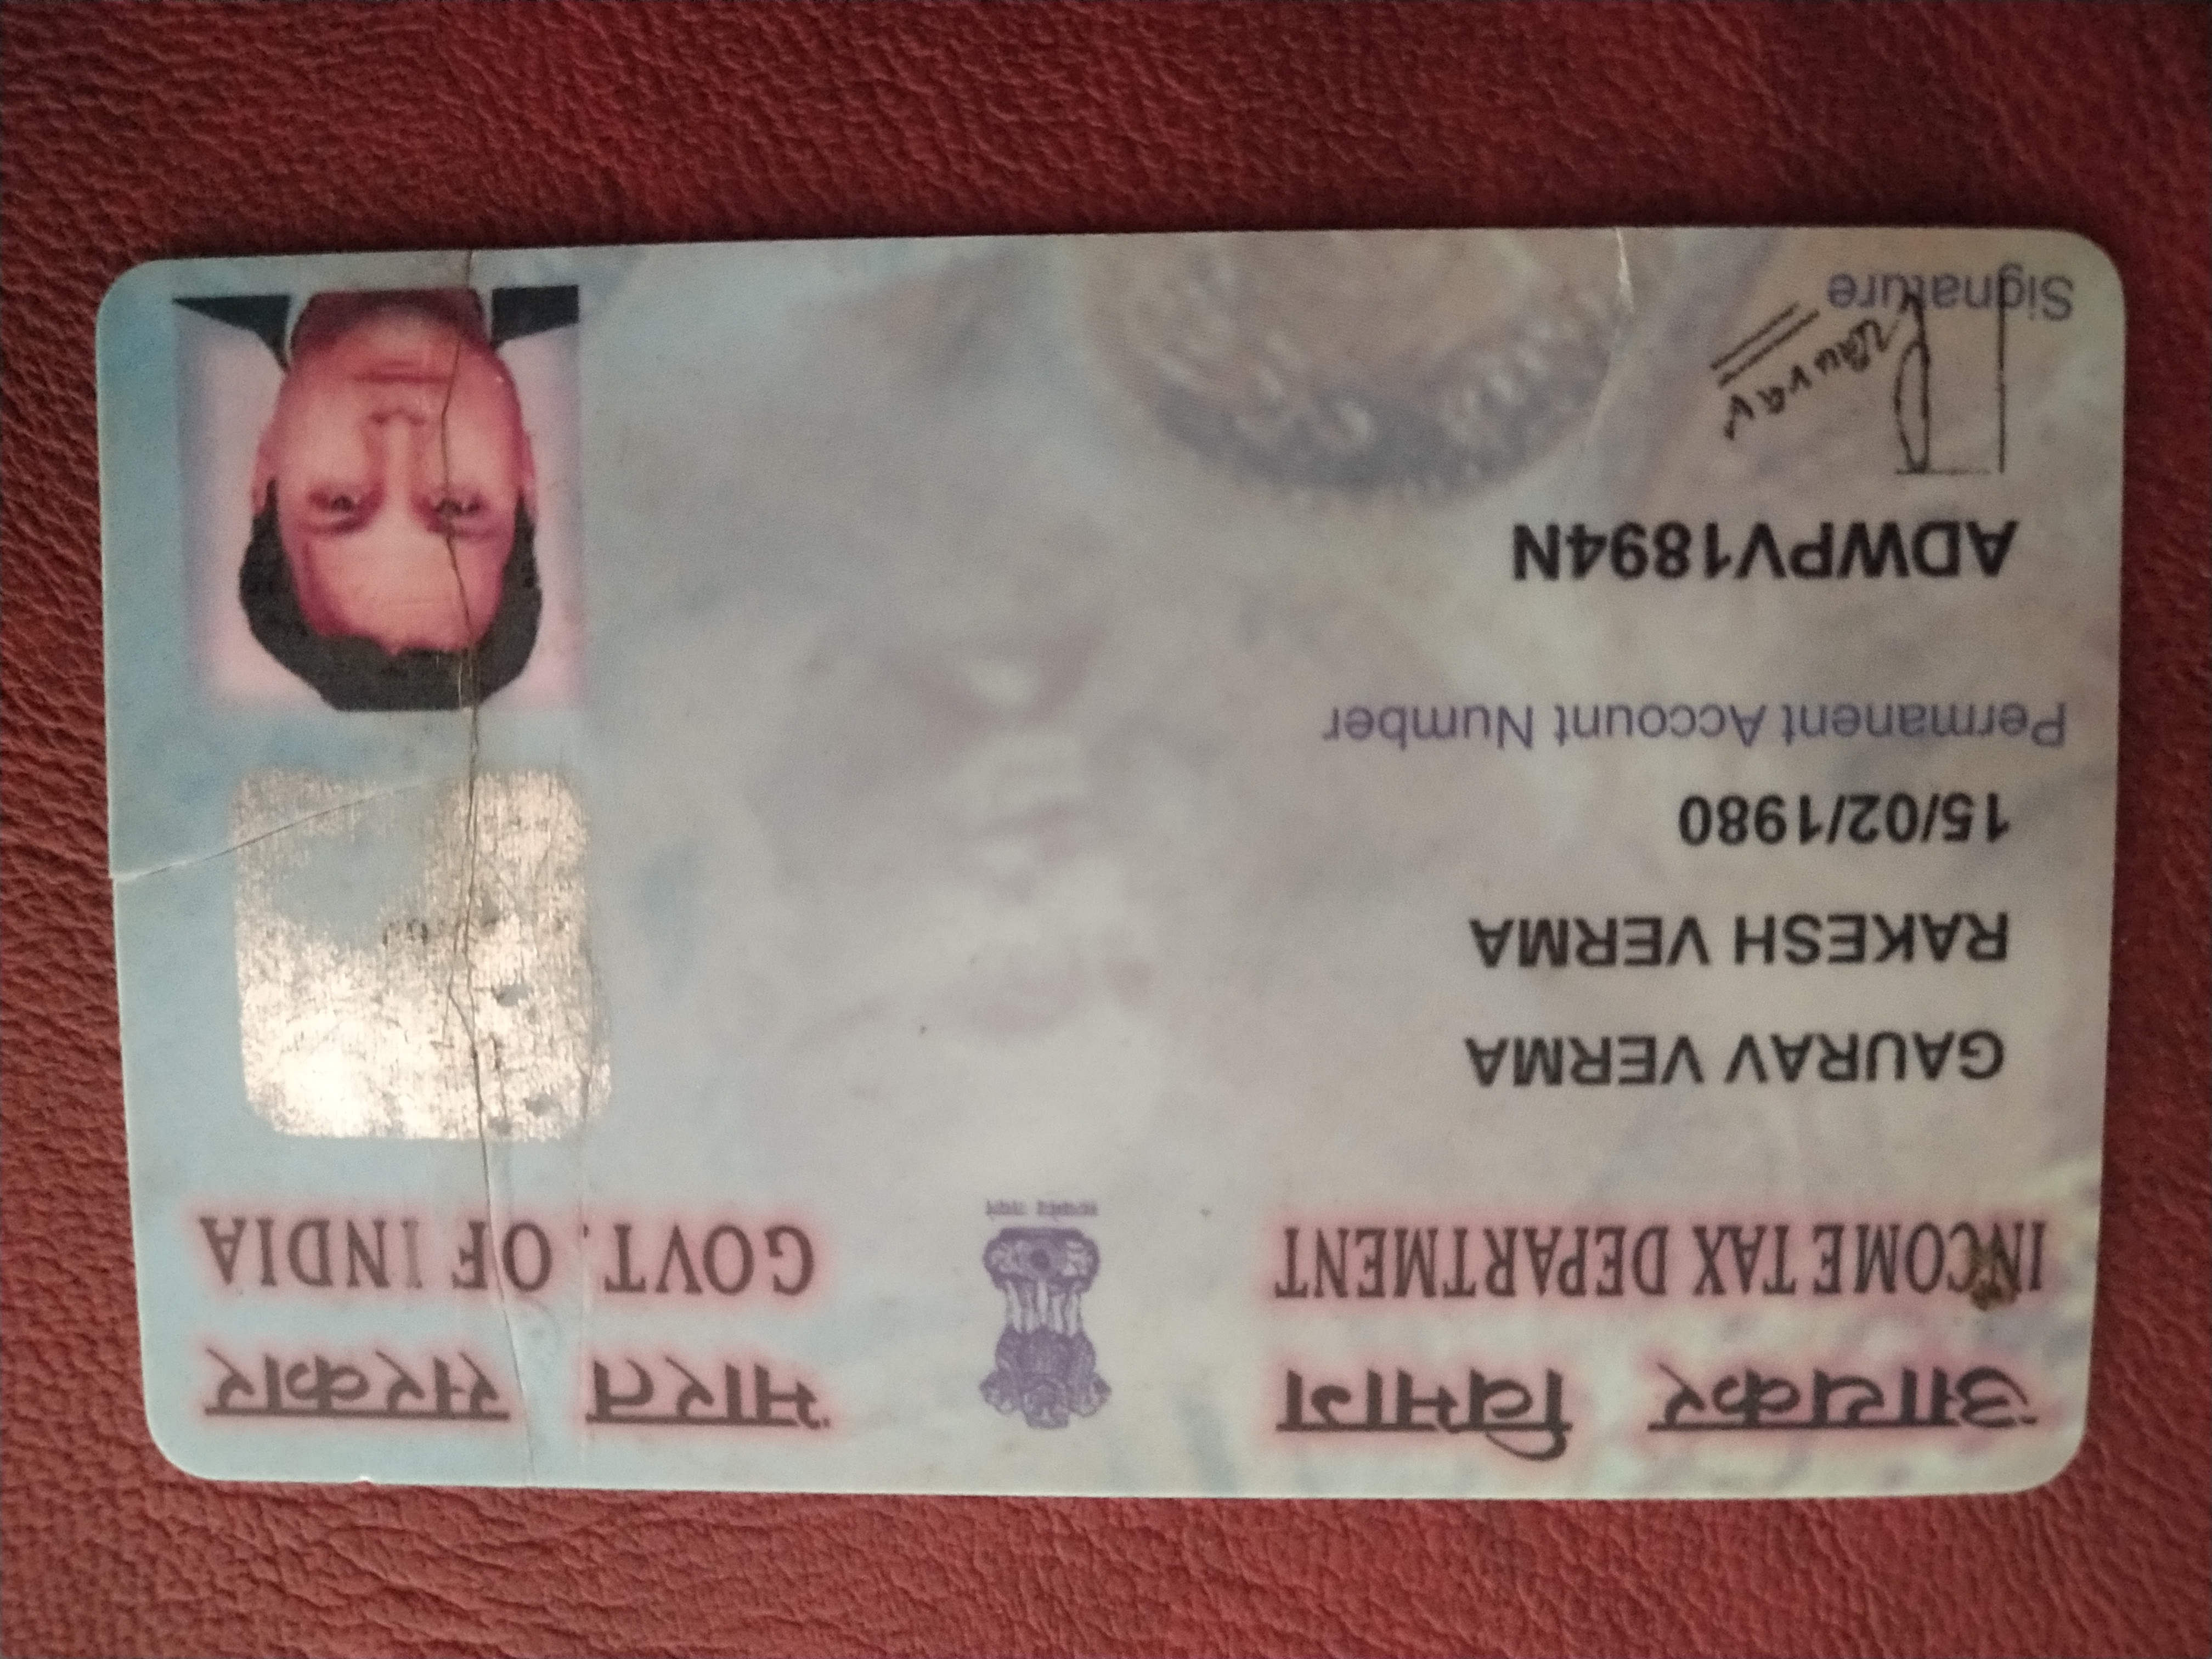 आयकर विभाग
INCOME TAX DEPARTMENT
भारत सरकार
GOVT. OF INDIA
GAURAV VERMA
RAKESH VERMA
15/02/1980
Permanent Account Number
ADWPV1894N
Gaurav
Signature